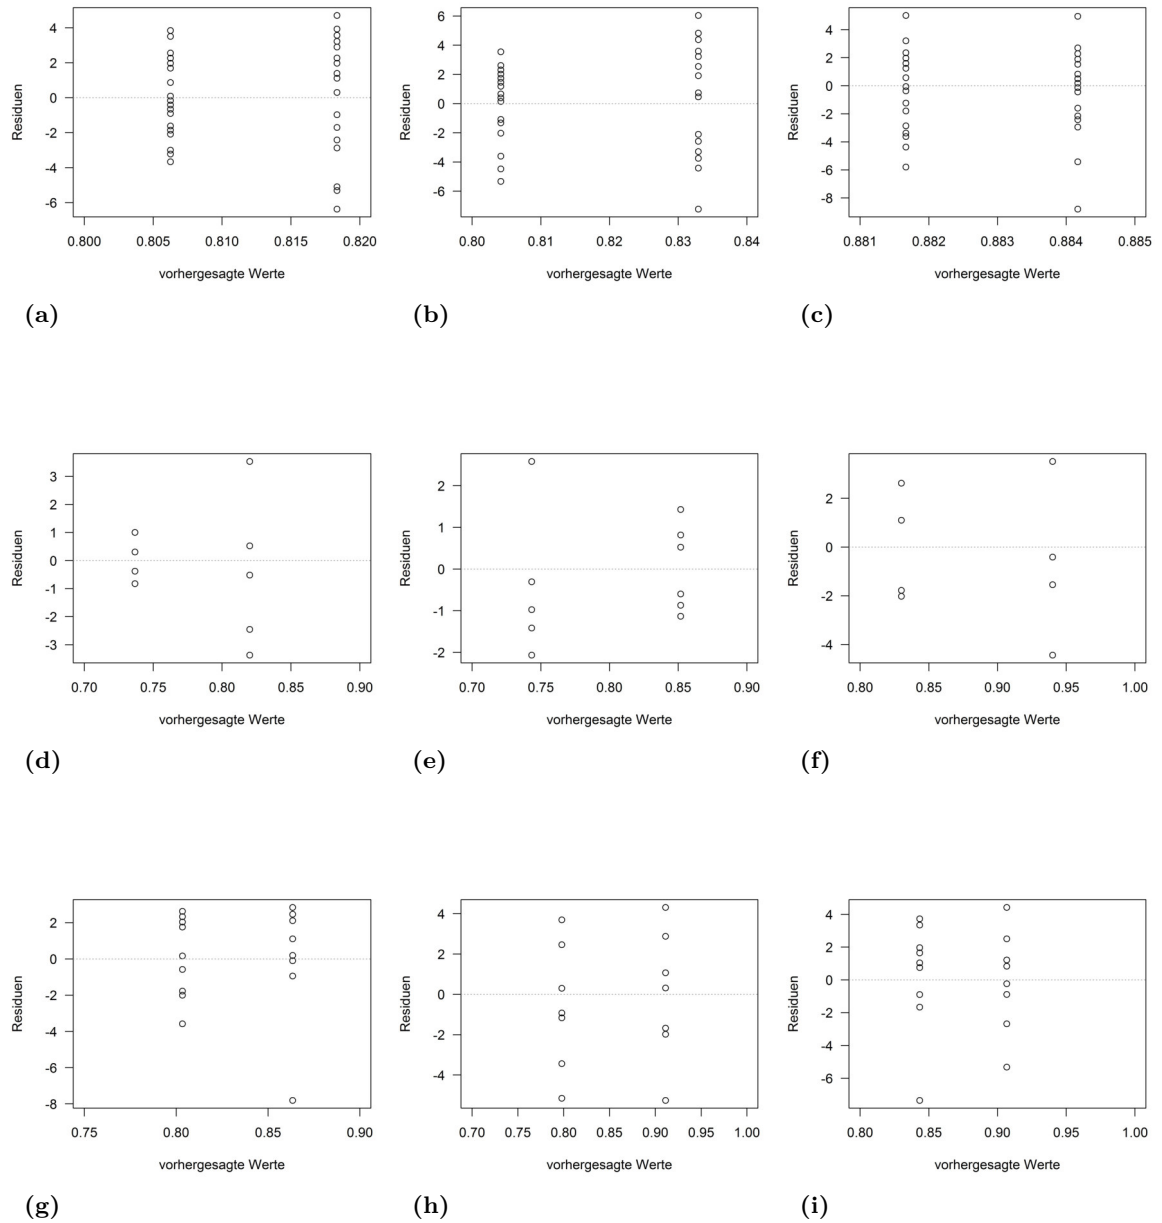 4 6 4
Residuen 2 Residuen 4 Residuen 2
0 2 0
-2 0 -2
-4 -2 -4
-6 -4 -6
-6 -8
0.800 0.805 0.810 0.815 0.820 0.80 0.81 0.82 0.83 0.84 0.881 0.882 0.883 0.884 0.885
vorhergesagte Werte vorhergesagte Werte vorhergesagte Werte
(a) (b) (c)
3 2 2
Residuen 2 Residuen 1 Residuen 0
1 0 -2
0 -1 -4
-1 -2
-2
-3
0.70 0.75 0.80 0.85 0.90 0.70 0.75 0.80 0.85 0.90 0.80 0.85 0.90 0.95 1.00
vorhergesagte Werte vorhergesagte Werte vorhergesagte Werte
(d) (e) (f)
2 4 4
Residuen 0 Residuen 2 Residuen 2
-2 0 0
-4 -2 -2
-6 -4 -4
-8 -6
0.75 0.80 0.85 0.90 0.70 0.75 0.80 0.85 0.90 0.95 1.00 0.80 0.85 0.90 0.95 1.00
vorhergesagte Werte vorhergesagte Werte vorhergesagte Werte
(g) (h) (i)